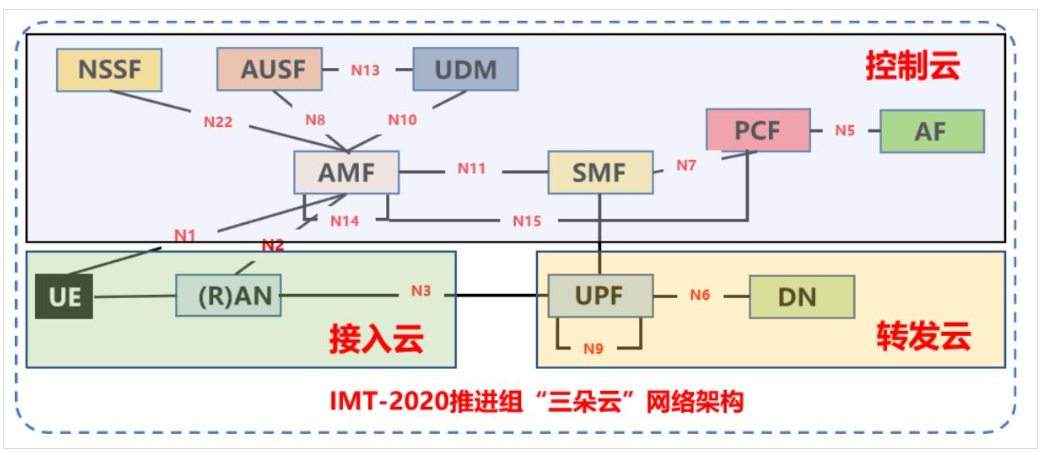 NSSF
AUSF
N13
UDM
控制云
N22
N8
N10
PCF
N5
AF
AMF
N11
SMF
N7
N14
N15
N1
N2
UE
(R)AN
N3
UPF
N6
DN
接入云
N9
转发云
IMT-2020推进组“三朵云”网络架构